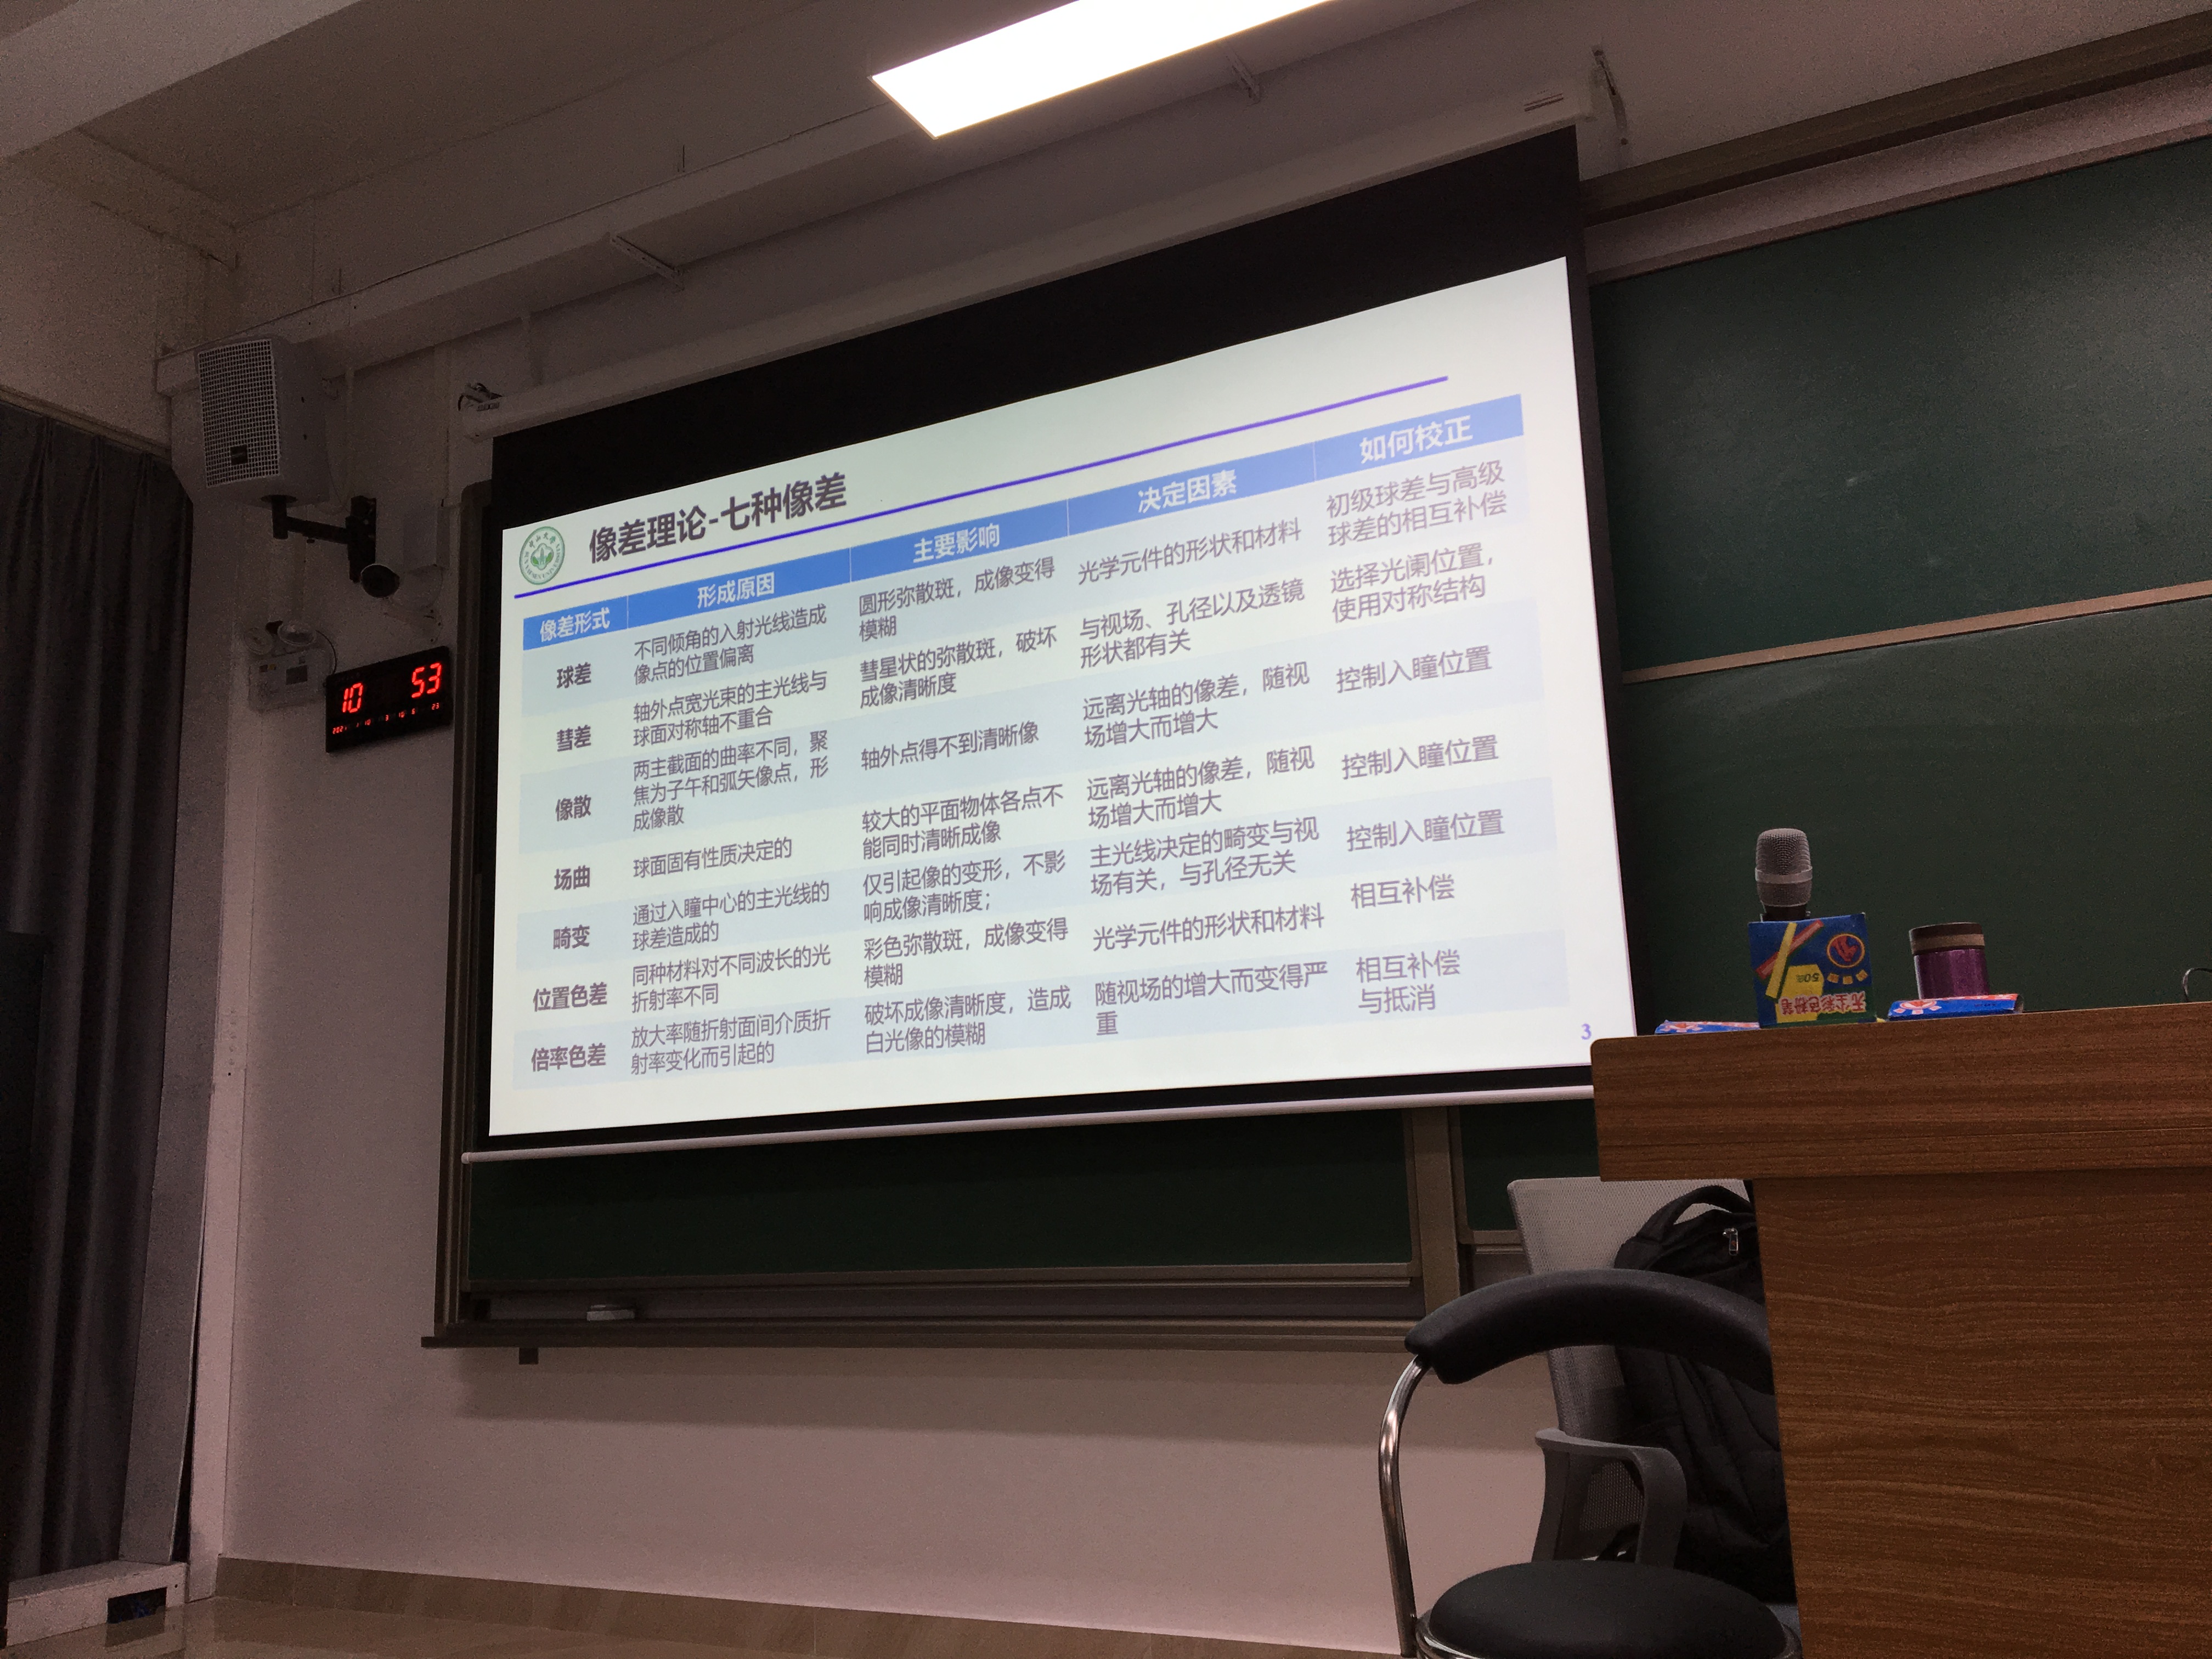 像差理论-七种像差
像差形式 形成原因 主要影响 决定因素 如何校正
球差
不同倾角的入射光线造成
像点的位置偏离
圆形弥散斑，成像变得
模糊
光学元件的形状和材料
初级球差与高级
球差的相互补偿
彗差
轴外点宽光束的主光线与
球面对称轴不重合
彗星状的弥散斑，破坏
成像清晰度
与视场、孔径以及透镜
形状都有关
选择光阑位置，
使用对称结构
像散
两主截面的曲率不同，聚
焦为子午和弧矢像点，形
成像散
轴外点得不到清晰像
远离光轴的像差，随视
场增大而增大
控制入瞳位置
场曲
球面固有性质决定的
较大的平面物体各点不
能同时清晰成像
远离光轴的像差，随视
场增大而增大
控制入瞳位置
畸变
通过入瞳中心的主光线的
球差造成的
仅引起像的变形，不影
响成像清晰度；
主光线决定的畸变与视
场有关，与孔径无关
控制入瞳位置
位置色差
同种材料对不同波长的光
折射率不同
彩色弥散斑，成像变得
模糊
光学元件的形状和材料
相互补偿
倍率色差
放大率随折射面间介质折
射率变化而引起的
破坏成像清晰度，造成
白光像的模糊
随视场的增大而变得严
重
相互补偿
与抵消
3
10 53
50
无尘彩色粉笔